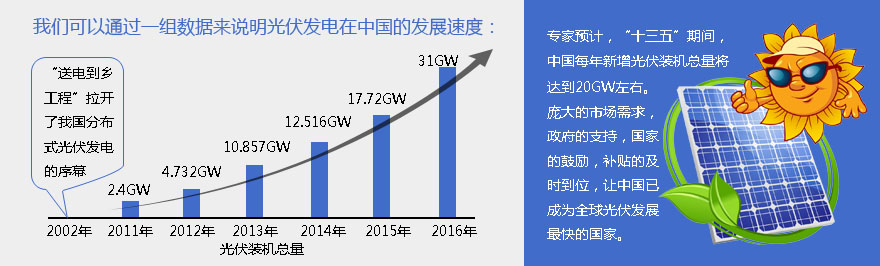 我们可以通过一组数据来说明光伏发电在中国的发展速度：
“送电到乡
工程”拉开
了我国分布
式光伏发电
的序幕
2.4GW
4.732GW
10.857GW
12.516GW
17.72GW
31GW
2002年
2011年
2012年
2013年
2014年
2015年
2016年
光伏装机总量
专家预计，“十三五”期间，
中国每年新增光伏装机总量将
达到20GW左右。
庞大的市场需求，
政府的支持，国家
的鼓励，补贴的及
时到位，让中国已
成为全球光伏发展
最快的国家。